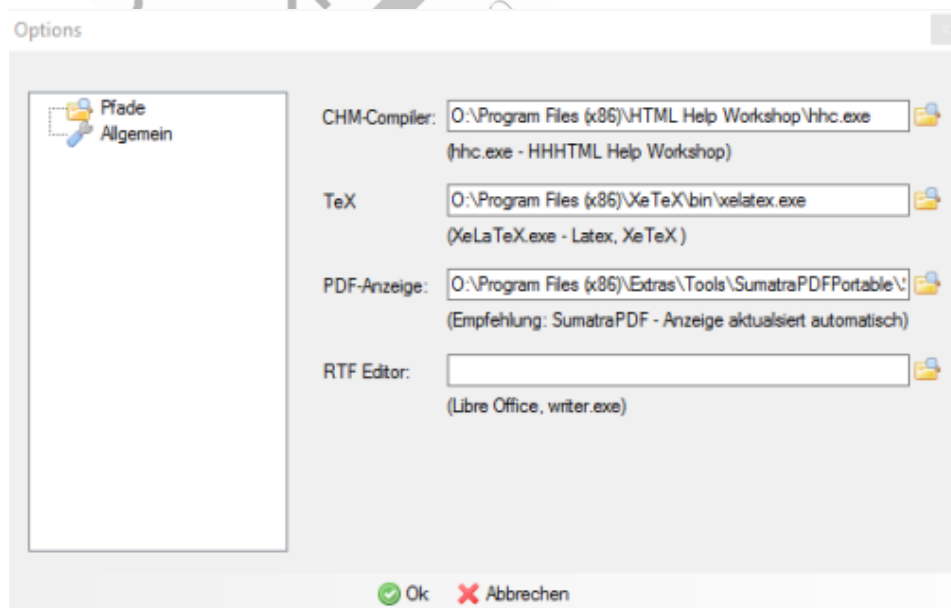 Options
Pfade
Allgemein
CHM-Compiler: O:\Program Files (x86)\HTML Help Workshop\hhc.exe
(hhc.exe - HHHTML Help Workshop)
TeX O:\Program Files (x86)\XeTeX\bin\xelatex.exe
(XeLaTeX.exe - Latex, XeTeX )
PDF-Anzeige: O:\Program Files (x86)\Extras\Tools\SumatraPDFPortable\
(Empfehlung: SumatraPDF - Anzeige aktualsiert automatisch)
RTF Editor:
(Libre Office, writer.exe)
Ok Abbrechen